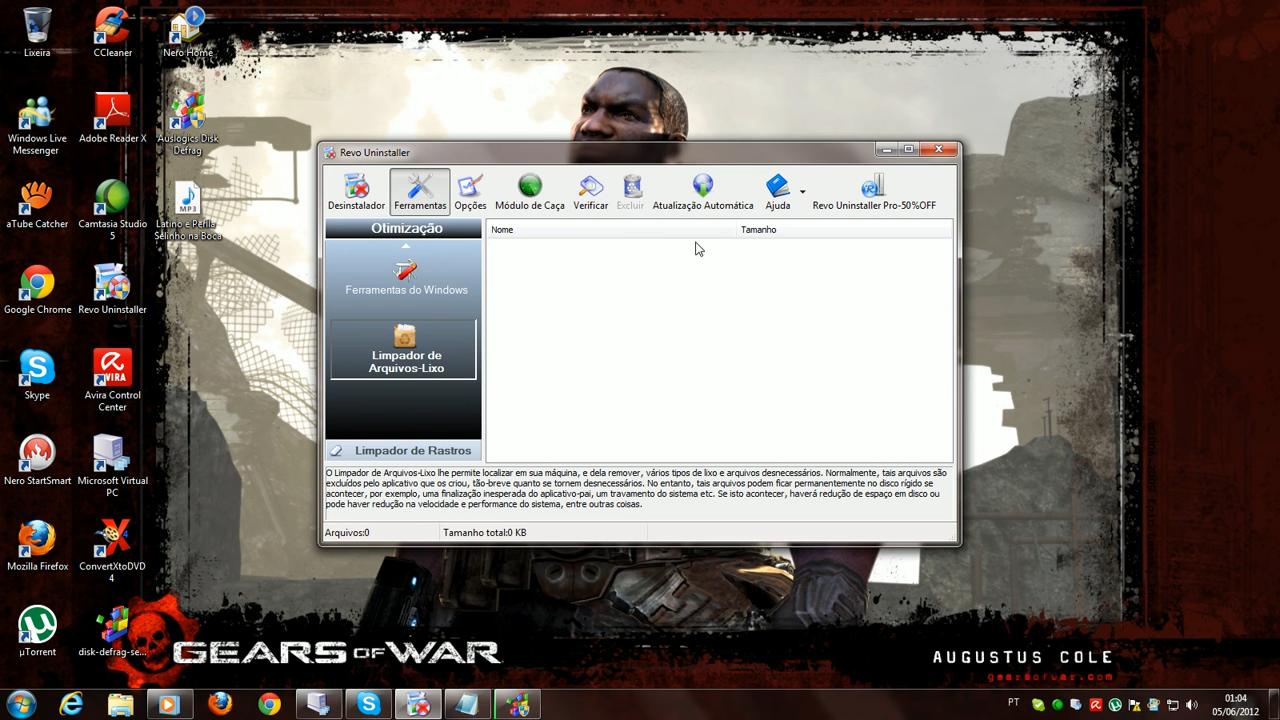 Lixeira
CCleaner
Nero Home
Windows Live
Messenger
Adobe Reader X
Auslogics Disk
Defrag
aTube Catcher
Camtasia Studio
5
MP3
Latino e Perlla -
Selinho na Boca
Google Chrome
Revo Uninstaller
Skype
AVIRA
Avira Control
Center
Nero StartSmart
Microsoft Virtual
PC
Mozilla Firefox
ConvertXtoDVD
4
µTorrent
disk-defrag-se...
Revo Uninstaller
Desinstalador
Ferramentas
Opções
Módulo de Caça
Verificar
Excluir
Atualização Automática
Ajuda
Revo Uninstaller Pro-50%OFF
Otimização
Ferramentas do Windows
Limpador de
Arquivos-Lixo
Limpador de Rastros
Nome
Tamanho
O Limpador de Arquivos-Lixo lhe permite localizar em sua máquina, e dela remover, vários tipos de lixo e arquivos desnecessários. Normalmente, tais arquivos são
excluídos pelo aplicativo que os criou, tão-breve quanto se tornem desnecessários. No entanto, tais arquivos podem ficar permanentemente no disco rígido se
acontecer, por exemplo, uma finalização inesperada do aplicativo-pai, um travamento do sistema etc. Se isto acontecer, haverá redução de espaço em disco ou
pode haver redução na velocidade e performance do sistema, entre outras coisas.
Arquivos:0
Tamanho total:0 KB
GEARS OF WAR
AUGUSTUS COLE
gearsofwar.com
PT
01:04
05/06/2012